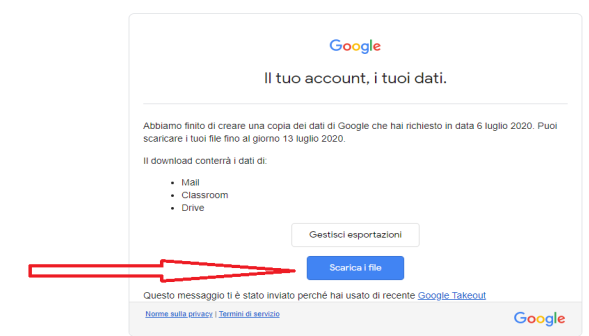 Google
Il tuo account, i tuoi dati.
Abbiamo finito di creare una copia dei dati di Google che hai richiesto in data 6 luglio 2020. Puoi
scaricare i tuoi file fino al giorno 13 luglio 2020.
Il download conterrà i dati di:
• Mail
• Classroom
• Drive
Gestisci esportazioni
Scarica i file
Questo messaggio ti è stato inviato perché hai usato di recente Google Takeout
Norme sulla privacy | Termini di servizio
Google